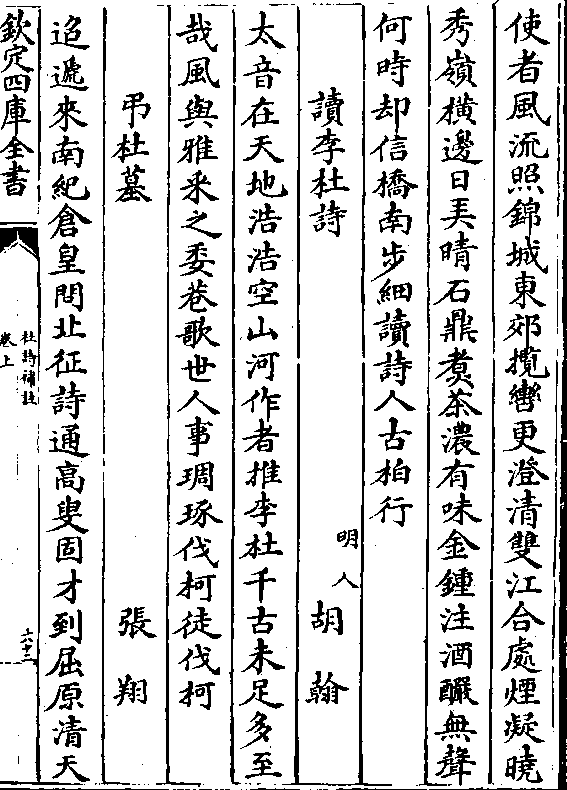 使者風流照錦城東郊攬轡更澄清雙江合處煙凝曉
秀嶺橫邊日美晴石鼎煑茶濃有味金鍾注酒釅無聲
何時却信橋南步細讀詩人古柏行
讀李杜詩
明人 胡翰
太音在天地浩浩空山河作者推李杜千古未足多至
哉風與雅采之委巷歌世人事琱琢伐柯徒伐柯
弔杜墓
張翔
迢遞來南紀倉皇問北征詩通高叟固才到屈原清天
欽定四庫全書
杜詩補註
卷上
六十二